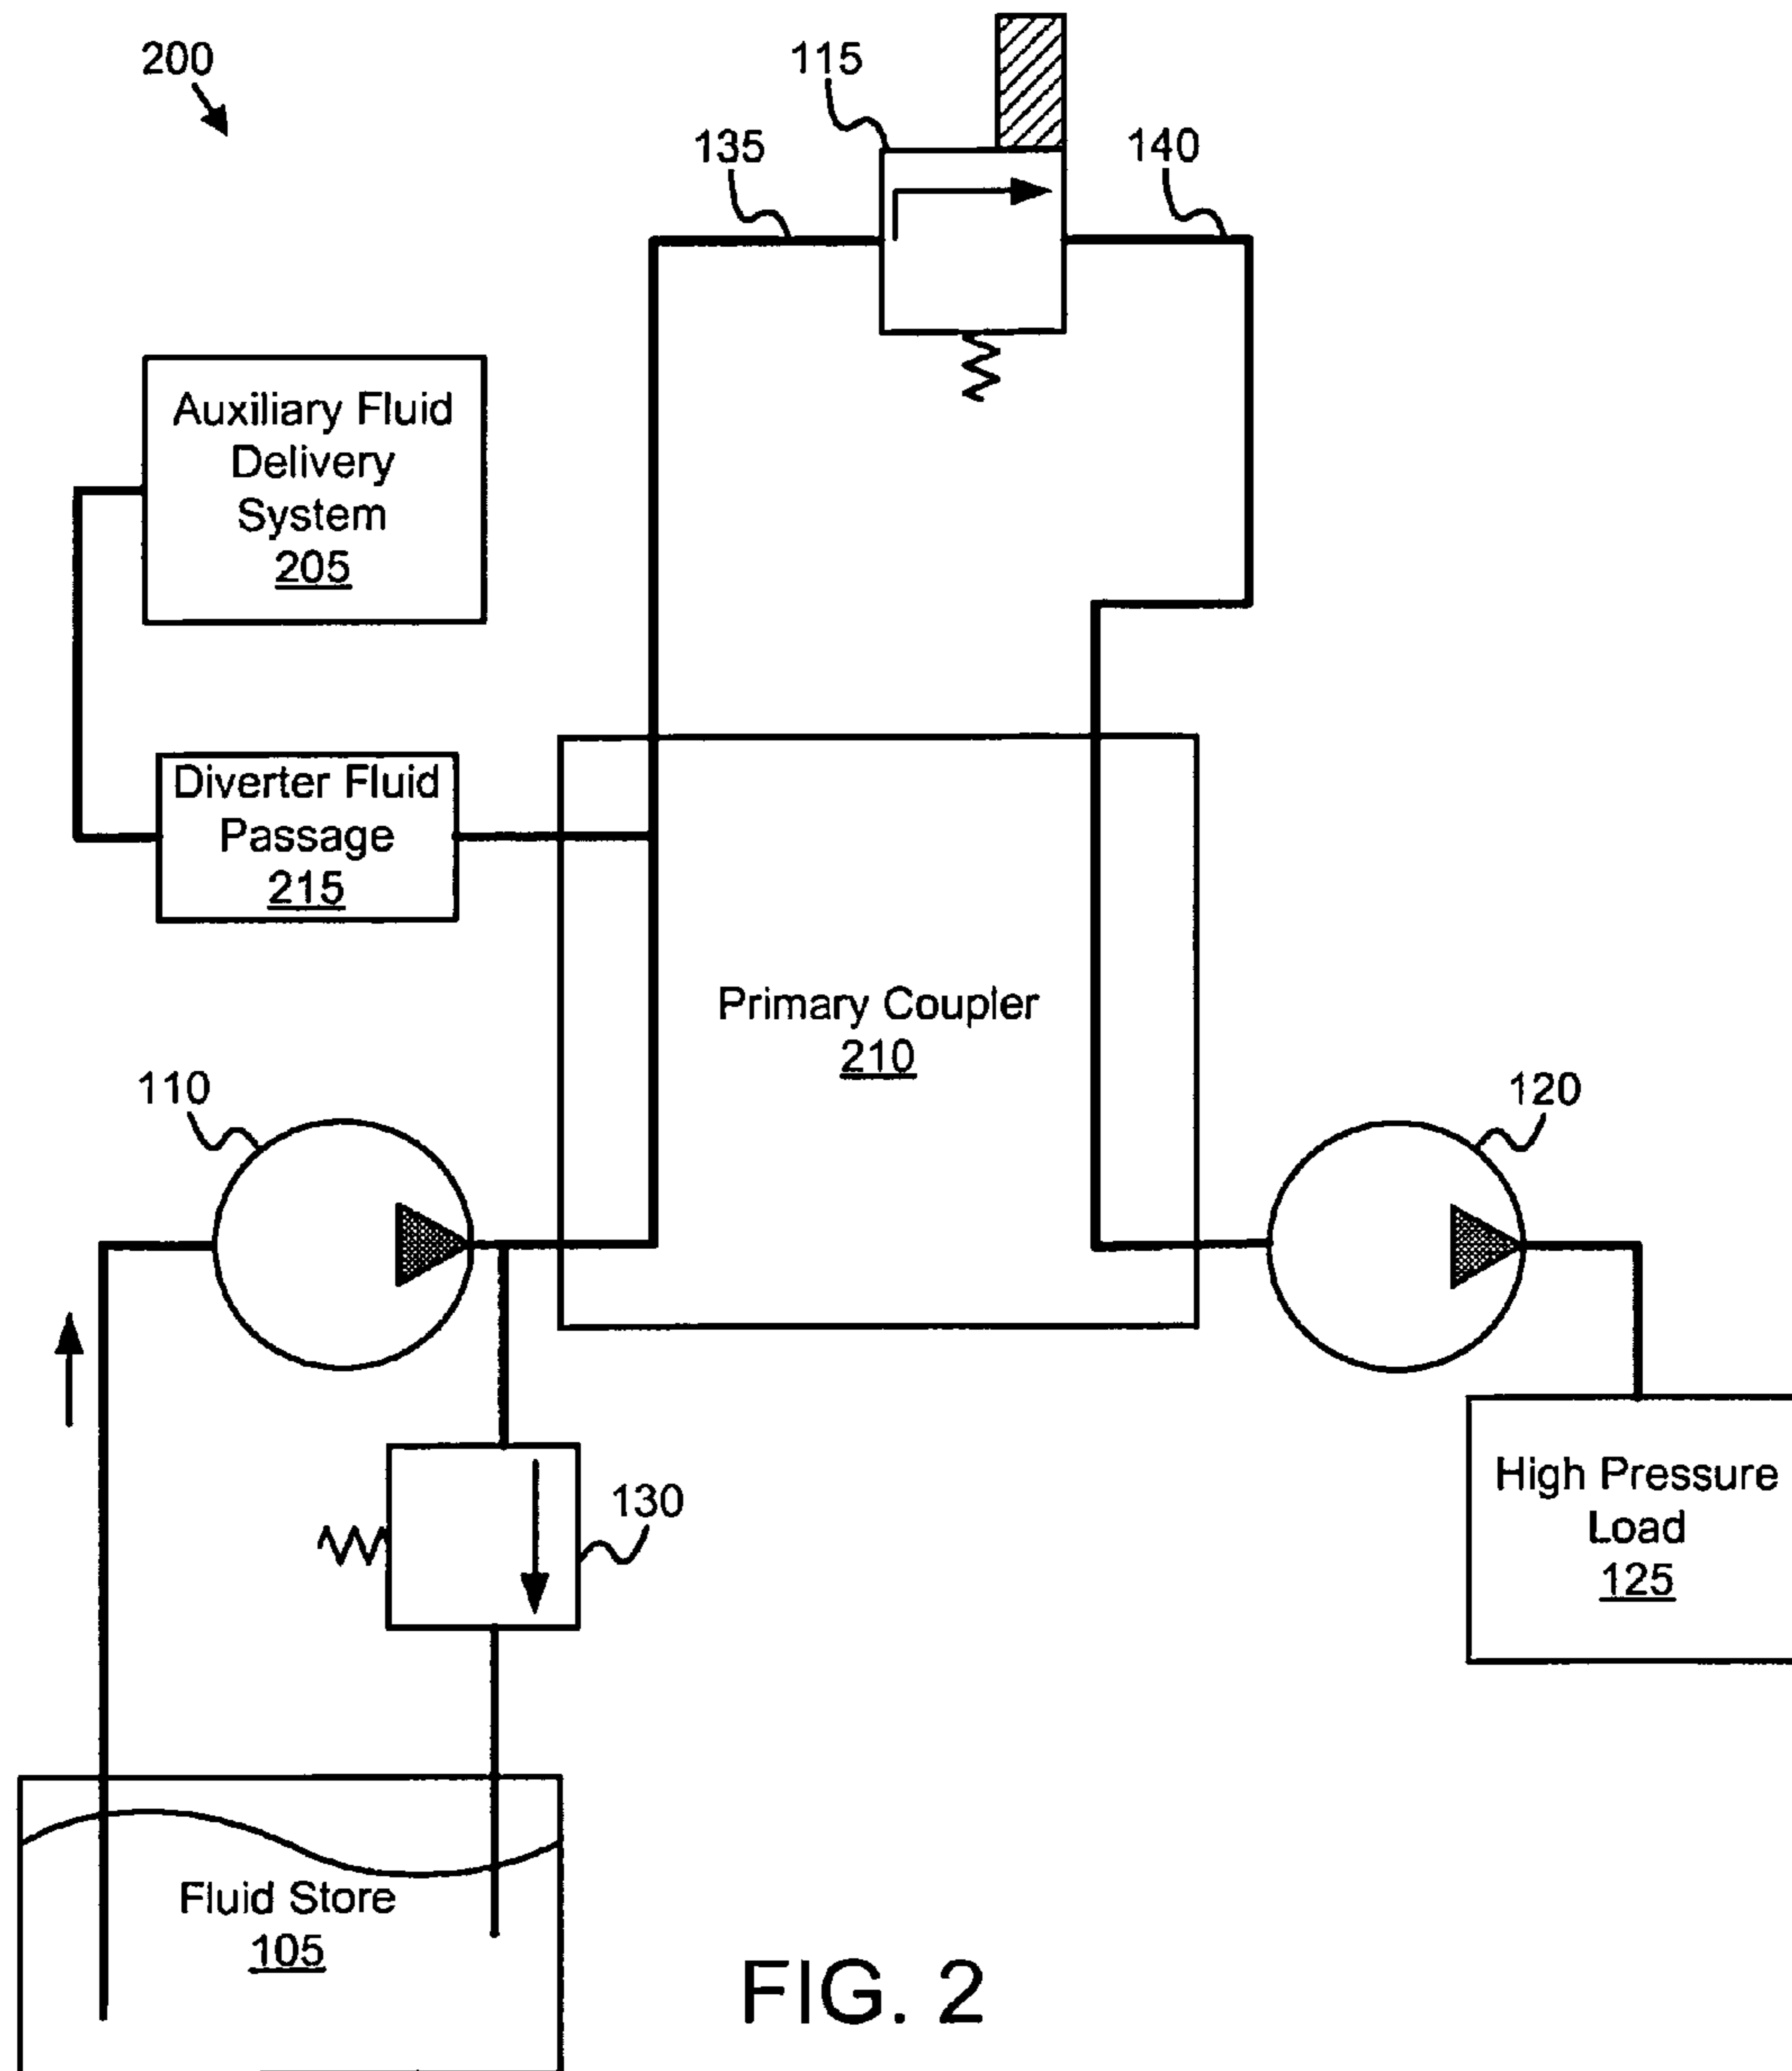 200
115
135
140
Auxiliary Fluid
Delivery
System
205
Diverter Fluid
Passage
215
Primary Coupler
210
110
120
130
High Pressure
Load
125
Fluid Store
105
FIG. 2